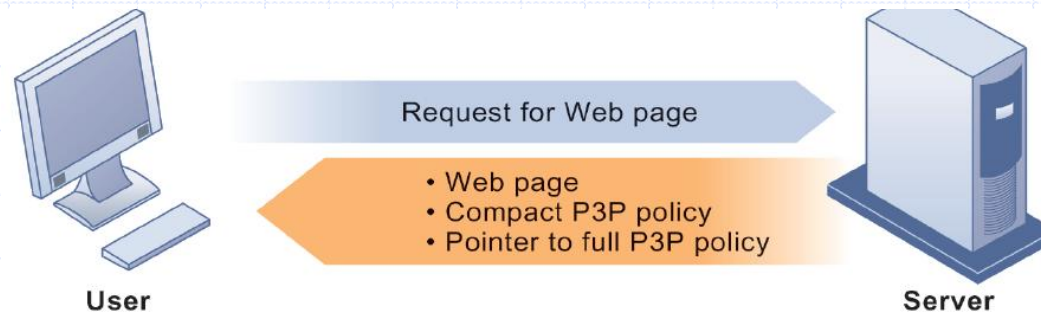 Request for Web page
• Web page
• Compact P3P policy
• Pointer to full P3P policy
User
Server